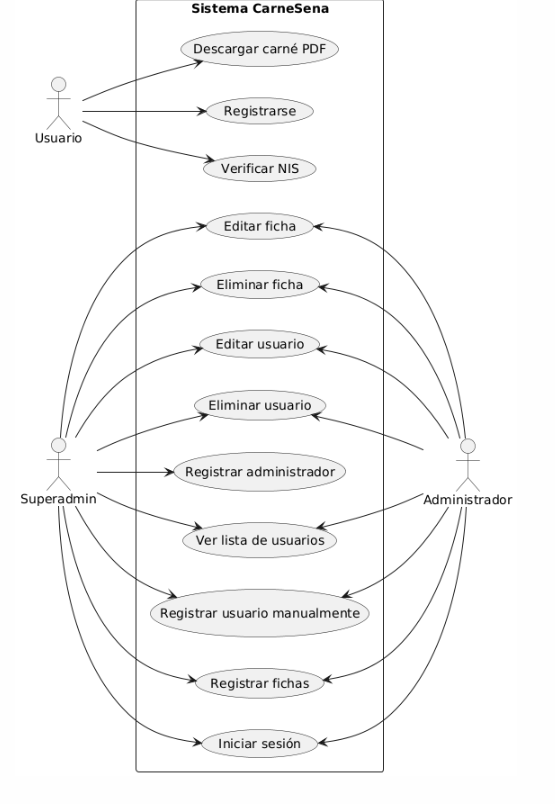 Sistema CarneSena
Descargar carné PDF
Registrarse
Usuario
Verificar NIS
Editar ficha
Eliminar ficha
Editar usuario
Eliminar usuario
Registrar administrador
Superadmin
Administrador
Ver lista de usuarios
Registrar usuario manualmente
Registrar fichas
Iniciar sesión